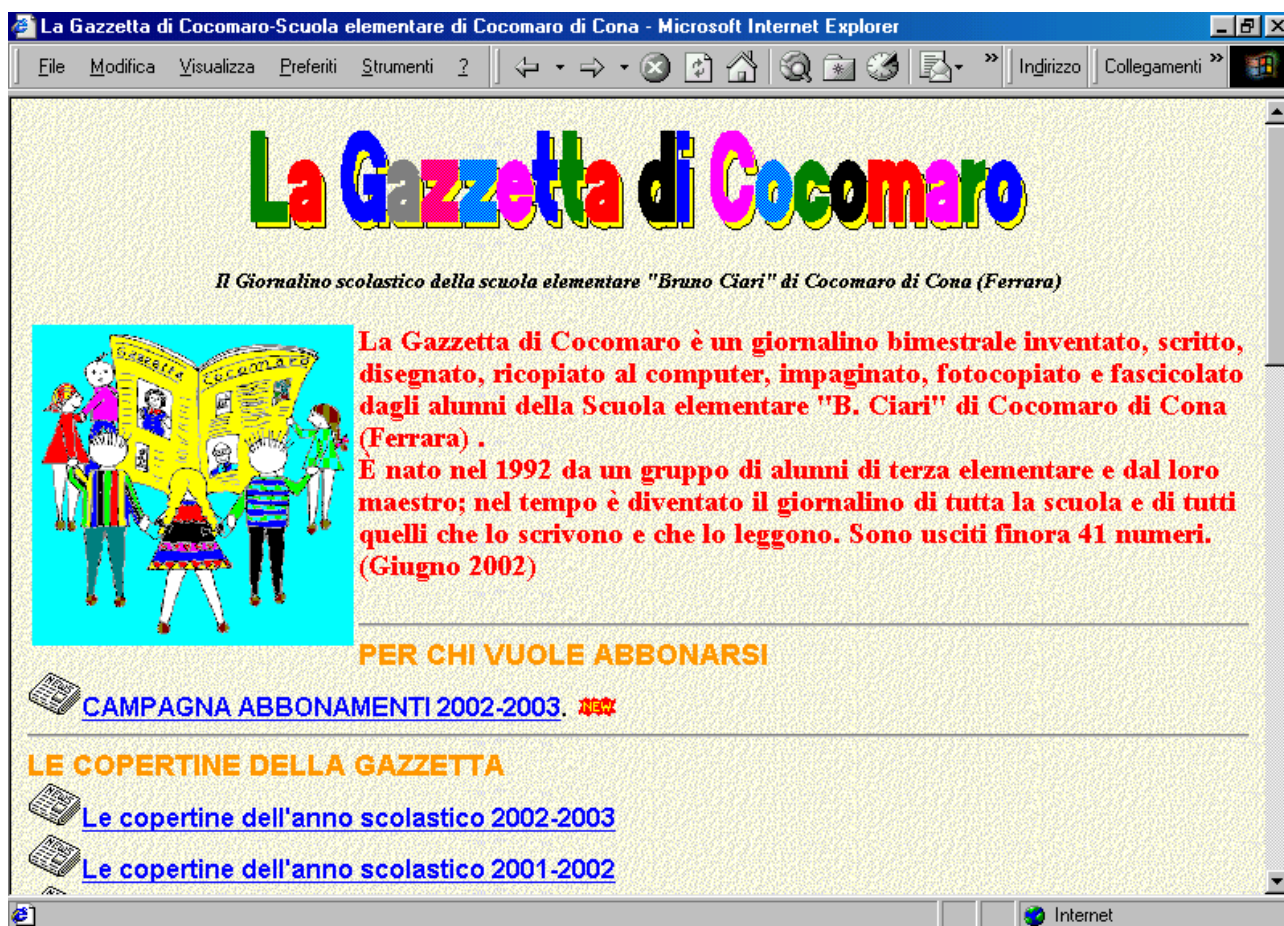 La Gazzetta di Cocomaro-Scuola elementare di Cocomaro di Cona - Microsoft Internet Explorer
File Modifica Visualizza Preferiti Strumenti ? » Indirizzo Collegamenti »
La Gazzetta di Cocomaro
Il Giornalino scolastico della scuola elementare "Bruno Ciari" di Cocomaro di Cona (Ferrara)
Gazzetta Cocomaro
La Gazzetta di Cocomaro è un giornalino bimestrale inventato, scritto,
disegnato, ricopiato al computer, impaginato, fotocopiato e fascicolato
dagli alunni della Scuola elementare "B. Ciari" di Cocomaro di Cona
(Ferrara) .
È nato nel 1992 da un gruppo di alunni di terza elementare e dal loro
maestro; nel tempo è diventato il giornalino di tutta la scuola e di tutti
quelli che lo scrivono e che lo leggono. Sono usciti finora 41 numeri.
(Giugno 2002)
PER CHI VUOLE ABBONARSI
NEWS
CAMPAGNA ABBONAMENTI 2002-2003. NEW
LE COPERTINE DELLA GAZZETTA
NEWS
Le copertine dell'anno scolastico 2002-2003
NEWS
Le copertine dell'anno scolastico 2001-2002
Internet